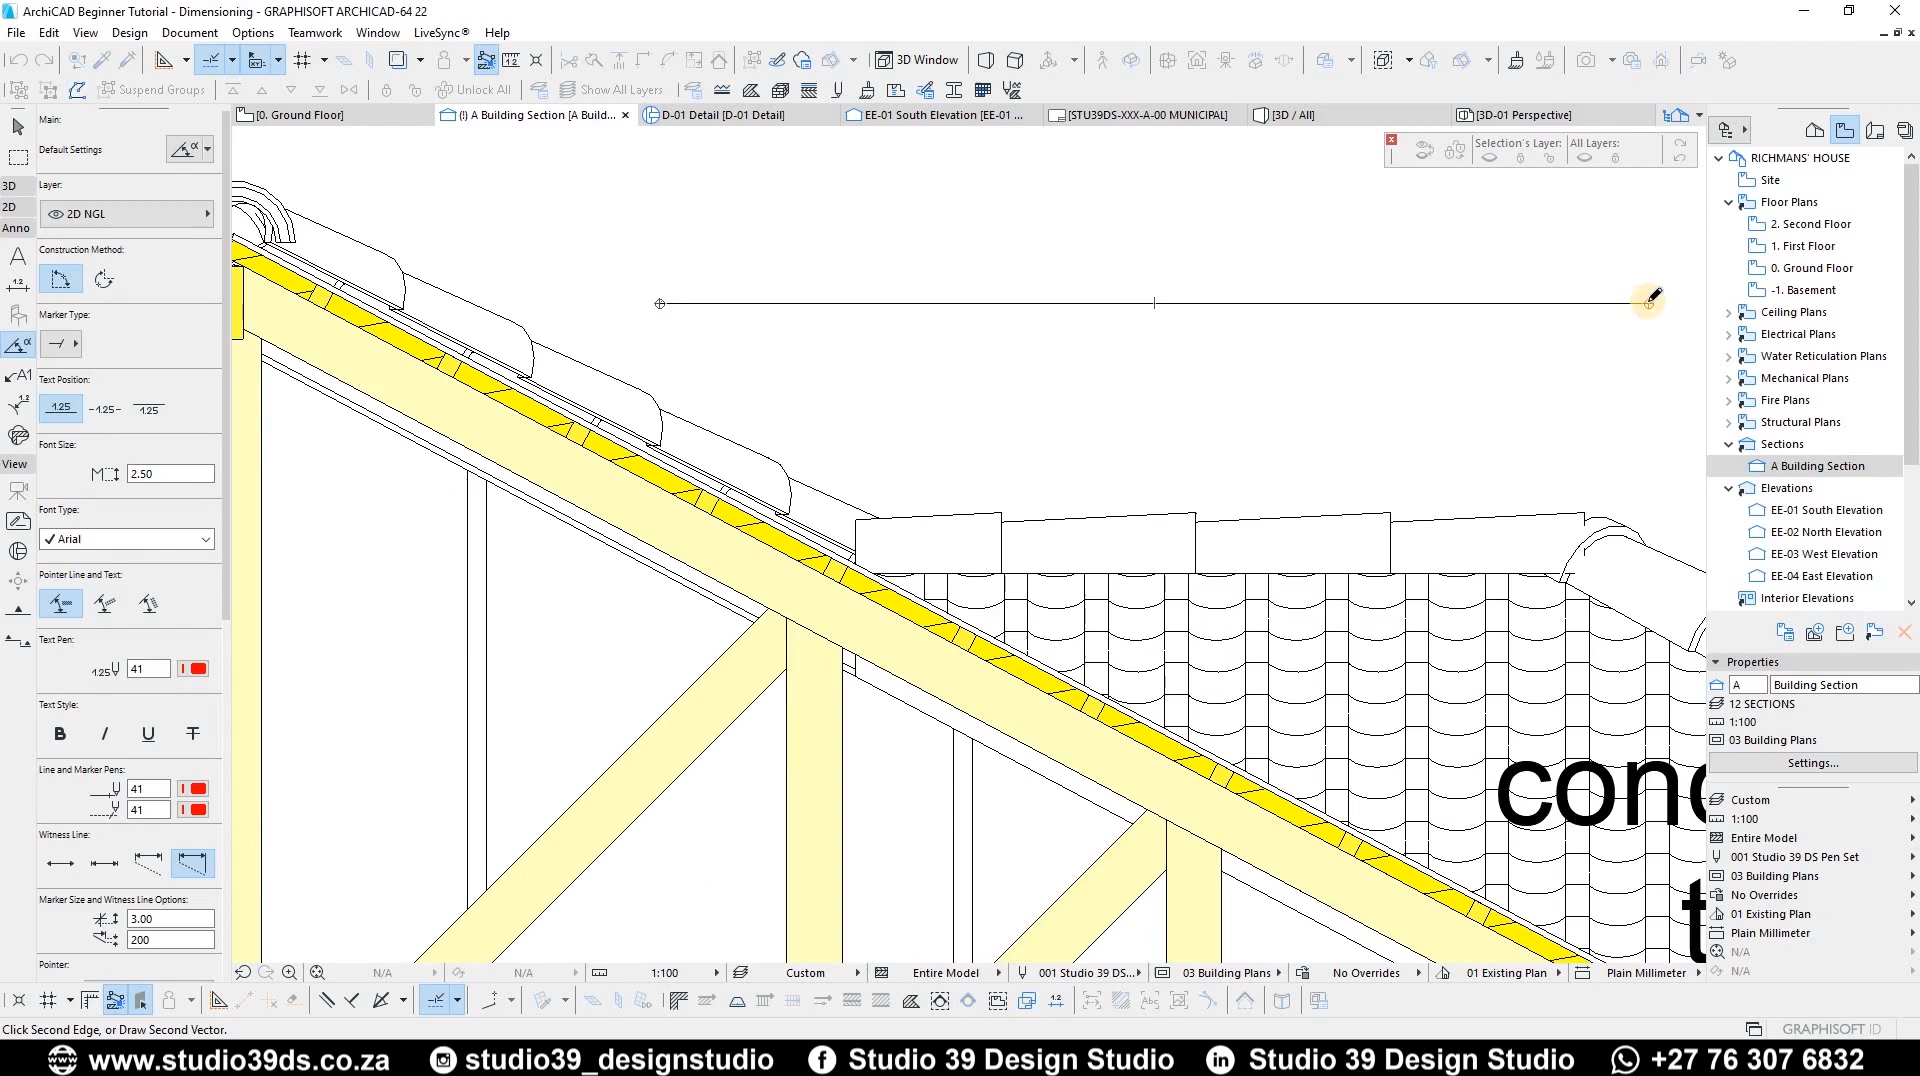 ArchiCAD Beginner Tutorial - Dimensioning - GRAPHISOFT ARCHICAD-64 22
File Edit View Design Document Options Teamwork Window LiveSync® Help
3D Window
Suspend Groups
Unlock All
Show All Layers
[0. Ground Floor]
(!) A Building Section [A Build...
D-01 Detail [D-01 Detail]
EE-01 South Elevation [EE-01 ...
[STU39DS-XXX-A-00 MUNICIPAL]
[3D / All]
[3D-01 Perspective]
Selection's Layer:
All Layers:
Main:
Default Settings
Layer:
2D NGL
Construction Method:
Marker Type:
Text Position:
1.25
-1.25-
1.25
Font Size:
2.50
Font Type:
Arial
Pointer Line and Text:
Text Pen:
1.25
41
Text Style:
B I U T
Line and Marker Pens:
41
41
Witness Line:
Marker Size and Witness Line Options:
3.00
200
Pointer:
3D
2D
Anno
View
conc
t
RICHMANS' HOUSE
Site
Floor Plans
2. Second Floor
1. First Floor
0. Ground Floor
-1. Basement
Ceiling Plans
Electrical Plans
Water Reticulation Plans
Mechanical Plans
Fire Plans
Structural Plans
Sections
A Building Section
Elevations
EE-01 South Elevation
EE-02 North Elevation
EE-03 West Elevation
EE-04 East Elevation
Interior Elevations
Properties
A
Building Section
12 SECTIONS
1:100
03 Building Plans
Settings...
Custom
1:100
Entire Model
001 Studio 39 DS Pen Set
03 Building Plans
No Overrides
01 Existing Plan
Plain Millimeter
N/A
N/A
N/A
N/A
1:100
Custom
Entire Model
001 Studio 39 DS...
03 Building Plans
No Overrides
01 Existing Plan
Plain Millimeter
Click Second Edge, or Draw Second Vector.
GRAPHISOFT ID
www.studio39ds.co.za
studio39_designstudio
Studio 39 Design Studio
Studio 39 Design Studio
+27 76 307 6832